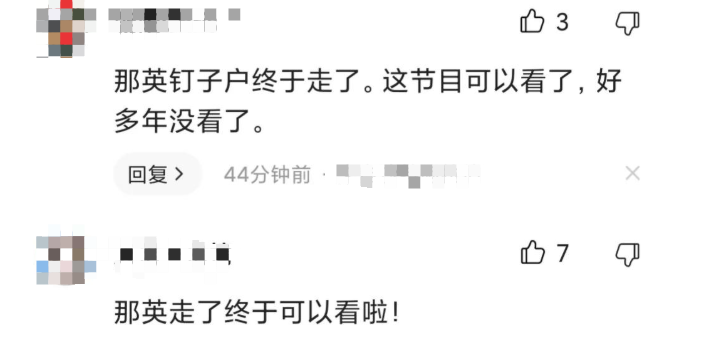 3
那英钉子户终于走了。这节目可以看了，好
多年没看了。
回复 44分钟前 ·
7
那英走了终于可以看啦！